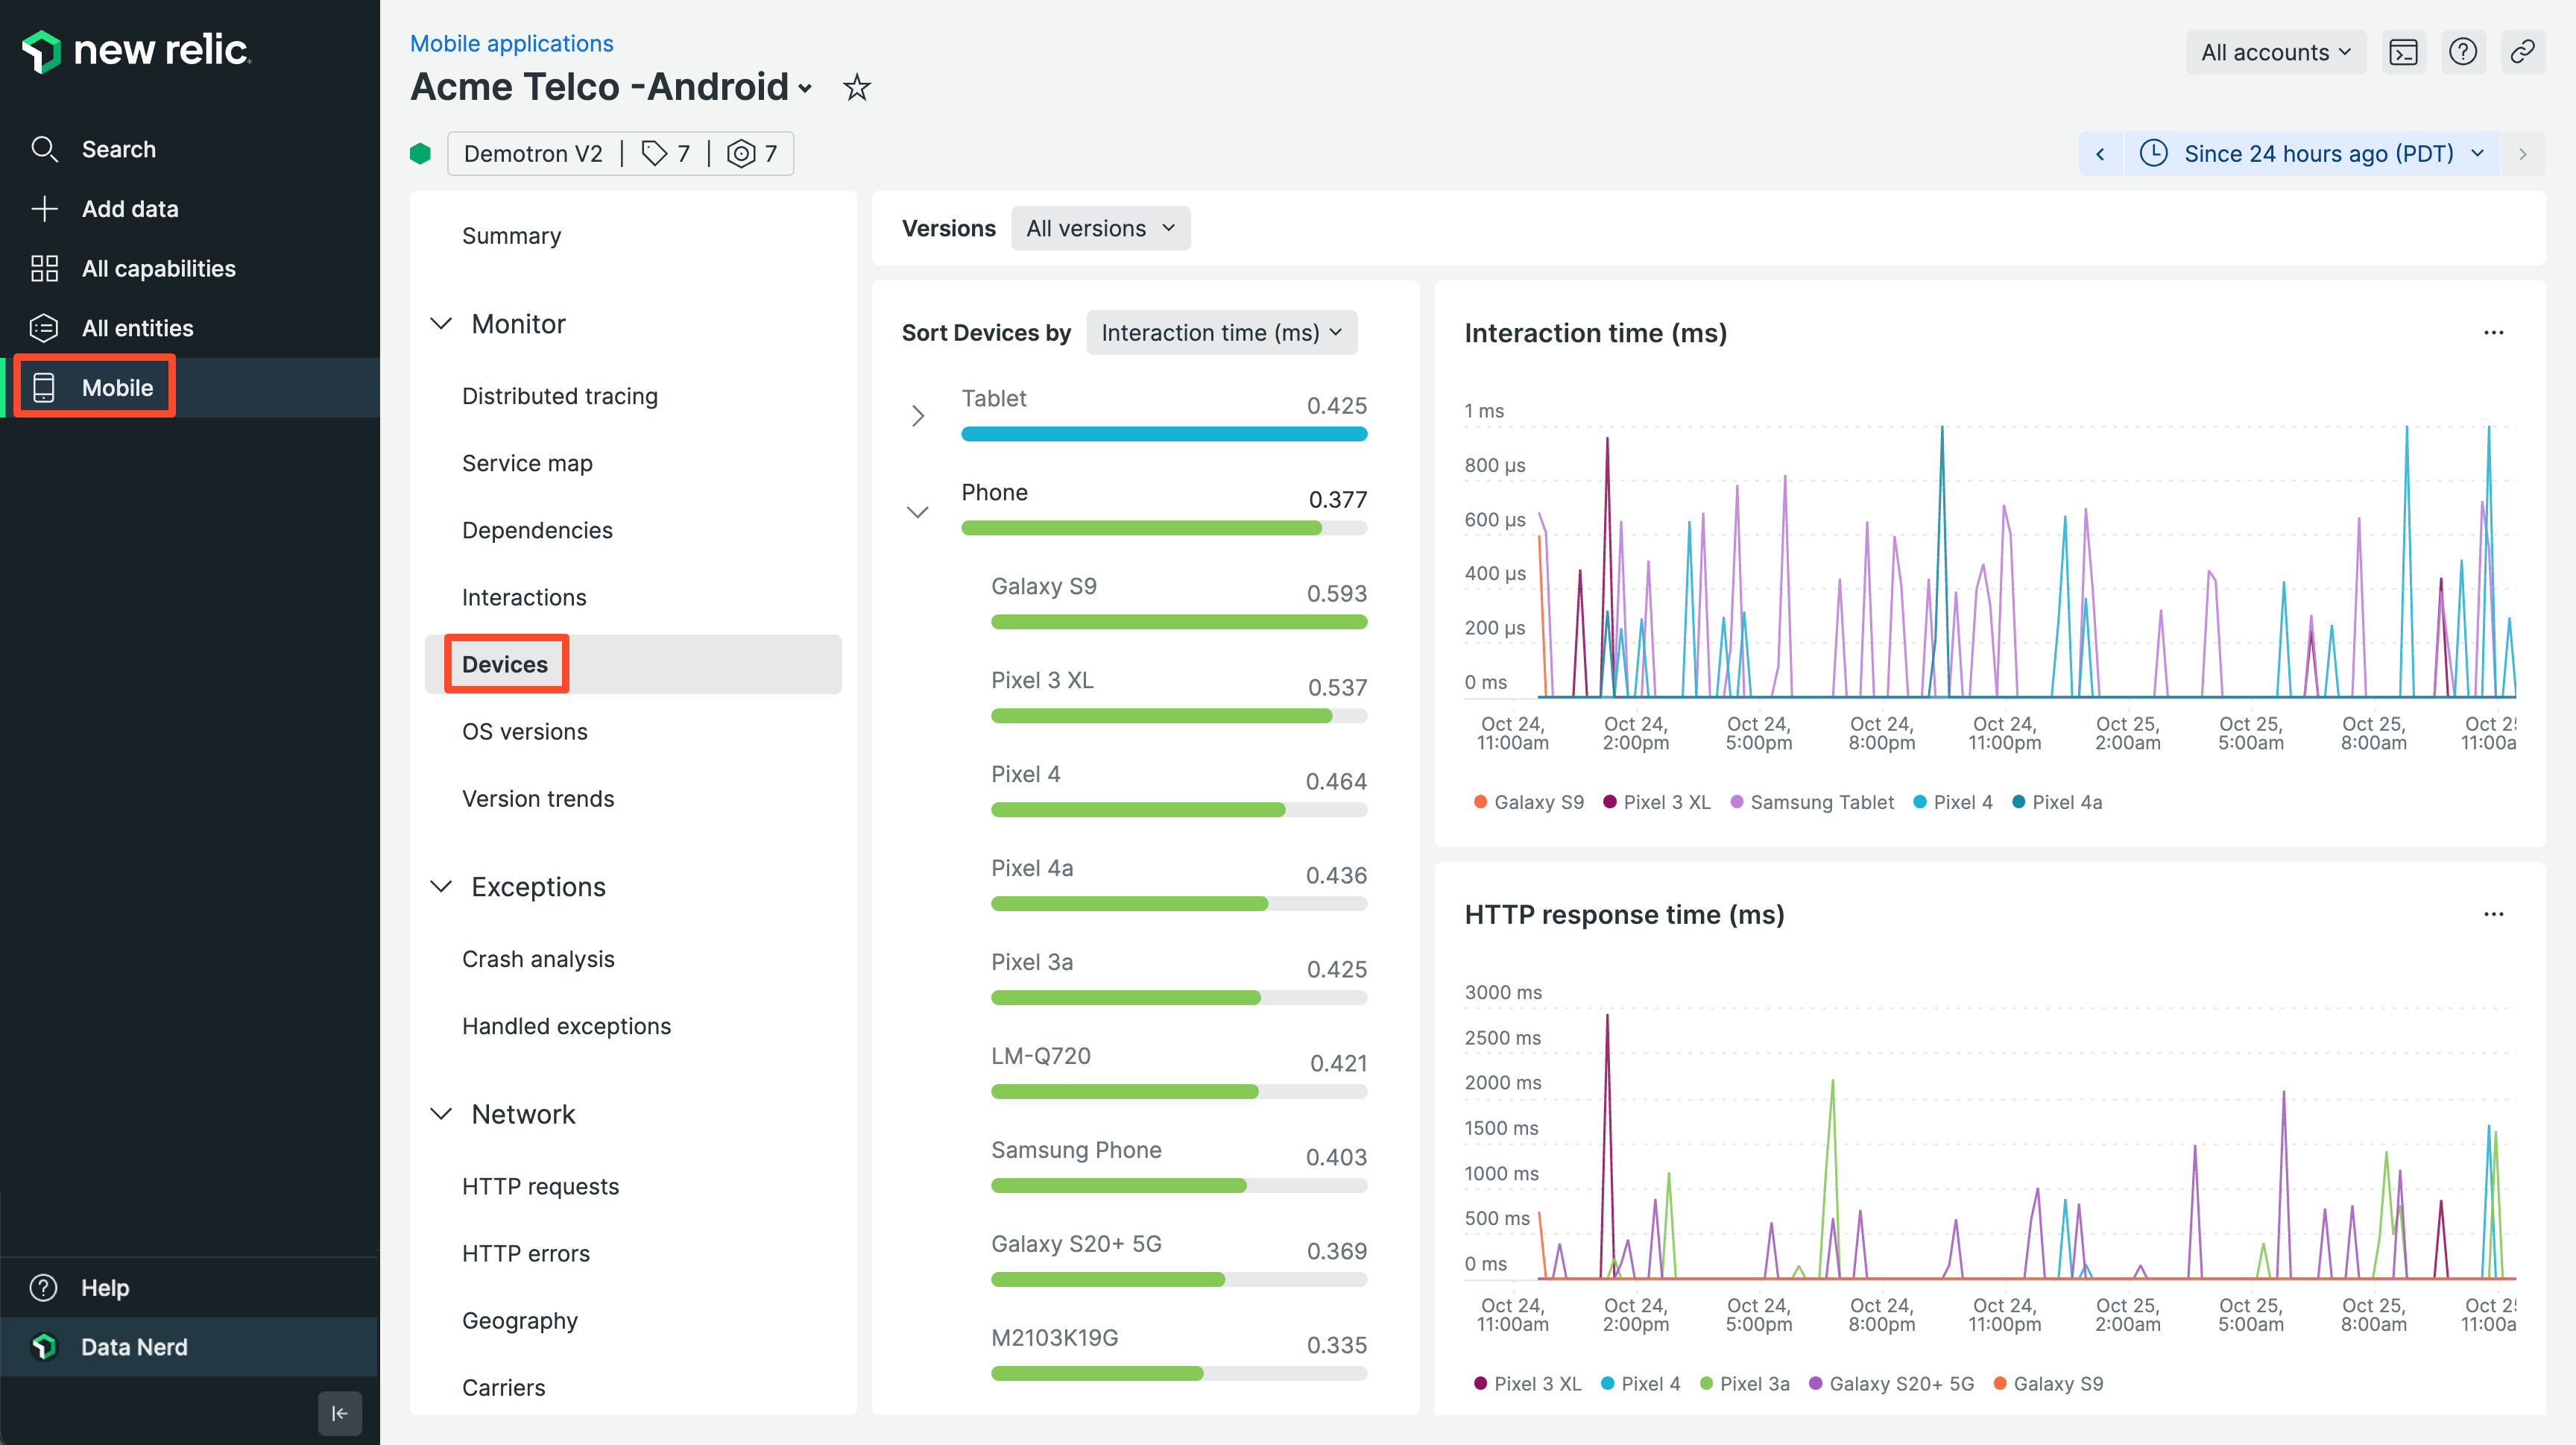 new relic.
Search
Add data
All capabilities
All entities
Mobile
Help
Data Nerd
Mobile applications
Acme Telco -Android
Demotron V2 | 7 | 7
All accounts
Since 24 hours ago (PDT)
Summary
Monitor
Distributed tracing
Service map
Dependencies
Interactions
Devices
OS versions
Version trends
Exceptions
Crash analysis
Handled exceptions
Network
HTTP requests
HTTP errors
Geography
Carriers
Versions All versions
Sort Devices by Interaction time (ms)
Tablet 0.425
Phone 0.377
Galaxy S9 0.593
Pixel 3 XL 0.537
Pixel 4 0.464
Pixel 4a 0.436
Pixel 3a 0.425
LM-Q720 0.421
Samsung Phone 0.403
Galaxy S20+ 5G 0.369
M2103K19G 0.335
Interaction time (ms)
1 ms
800 µs
600 µs
400 µs
200 µs
0 ms
Oct 24, Oct 24, Oct 24, Oct 24, Oct 24, Oct 25, Oct 25, Oct 25, Oct 2
11:00am 2:00pm 5:00pm 8:00pm 11:00pm 2:00am 5:00am 8:00am 11:00a
Galaxy S9 Pixel 3 XL Samsung Tablet Pixel 4 Pixel 4a
HTTP response time (ms)
3000 ms
2500 ms
2000 ms
1500 ms
1000 ms
500 ms
0 ms
Oct 24, Oct 24, Oct 24, Oct 24, Oct 24, Oct 25, Oct 25, Oct 25, Oct 2
11:00am 2:00pm 5:00pm 8:00pm 11:00pm 2:00am 5:00am 8:00am 11:00a
Pixel 3 XL Pixel 4 Pixel 3a Galaxy S20+ 5G Galaxy S9